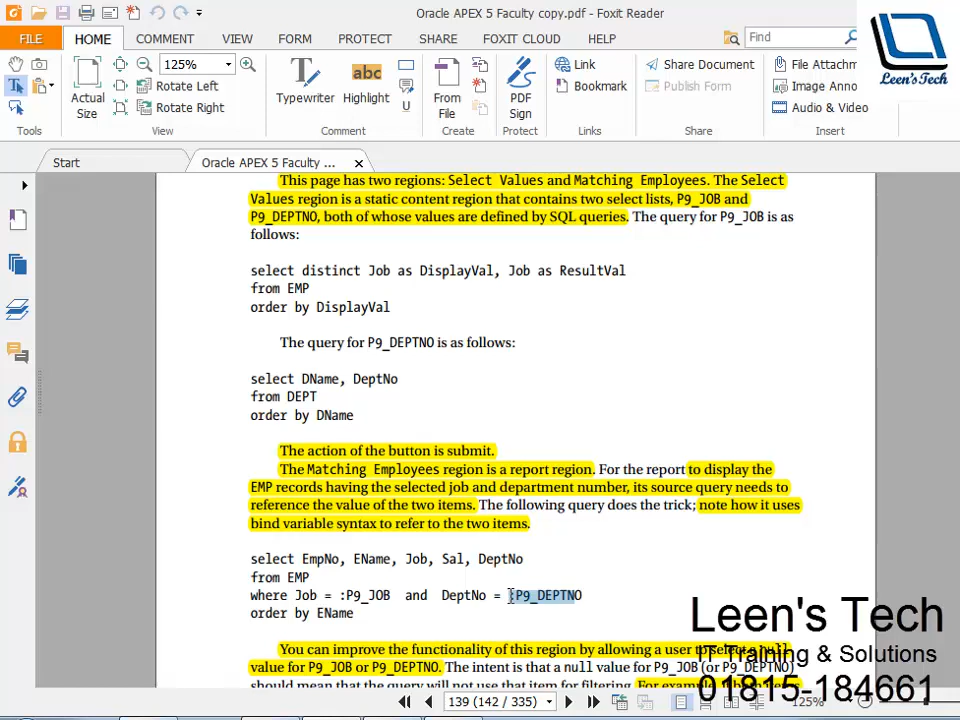 Oracle APEX 5 Faculty copy.pdf - Foxit Reader
FILE HOME COMMENT VIEW FORM PROTECT SHARE FOXIT CLOUD HELP Find
Leen'sTech
125%
Actual Size
Rotate Left
Rotate Right
Typewriter
abc Highlight
From File
PDF Sign
Link
Bookmark
Share Document
Publish Form
File Attachm
Image Anno
Audio & Video
Tools View Comment Create Protect Links Share Insert
Start Oracle APEX 5 Faculty ...
This page has two regions: Select Values and Matching Employees. The Select
Values region is a static content region that contains two select lists, P9_JOB and
P9_DEPTNO, both of whose values are defined by SQL queries. The query for P9_JOB is as
follows:
select distinct Job as DisplayVal, Job as ResultVal
from EMP
order by DisplayVal
The query for P9_DEPTNO is as follows:
select DName, DeptNo
from DEPT
order by DName
The action of the button is submit.
The Matching Employees region is a report region. For the report to display the
EMP records having the selected job and department number, its source query needs to
reference the value of the two items. The following query does the trick; note how it uses
bind variable syntax to refer to the two items.
select EmpNo, EName, Job, Sal, DeptNo
from EMP
where Job = :P9_JOB and DeptNo = :P9_DEPTNO
order by EName
You can improve the functionality of this region by allowing a user to select a null
value for P9_JOB or P9_DEPTNO. The intent is that a null value for P9_JOB (or P9_DEPTNO)
should mean that the query will not use that item for filtering. For example, if both items
Leen's Tech
IT Training & Solutions
01815-184661
139 (142 / 335)
125%